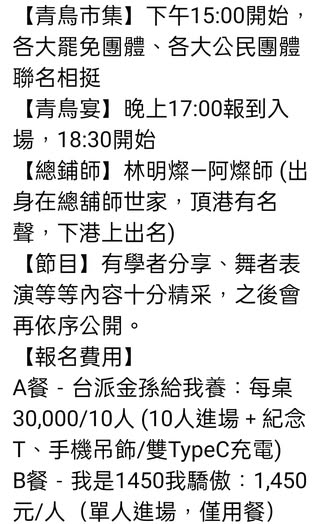 【青鳥市集】下午15:00開始，
各大罷免團體、各大公民團體
聯名相挺
【青鳥宴】晚上17:00報到入
場，18:30開始
【總鋪師】林明燦—阿燦師 (出
身在總舖師世家，頂港有名
聲，下港上出名)
【節目】有學者分享、舞者表
演等等內容十分精采，之後會
再依序公開。
【報名費用】
A餐 - 台派金孫給我養：每桌
30,000/10人 (10人進場 + 紀念
T、手機吊飾/雙TypeC充電)
B餐 - 我是1450我驕傲：1,450
元/人（單人進場，僅用餐）